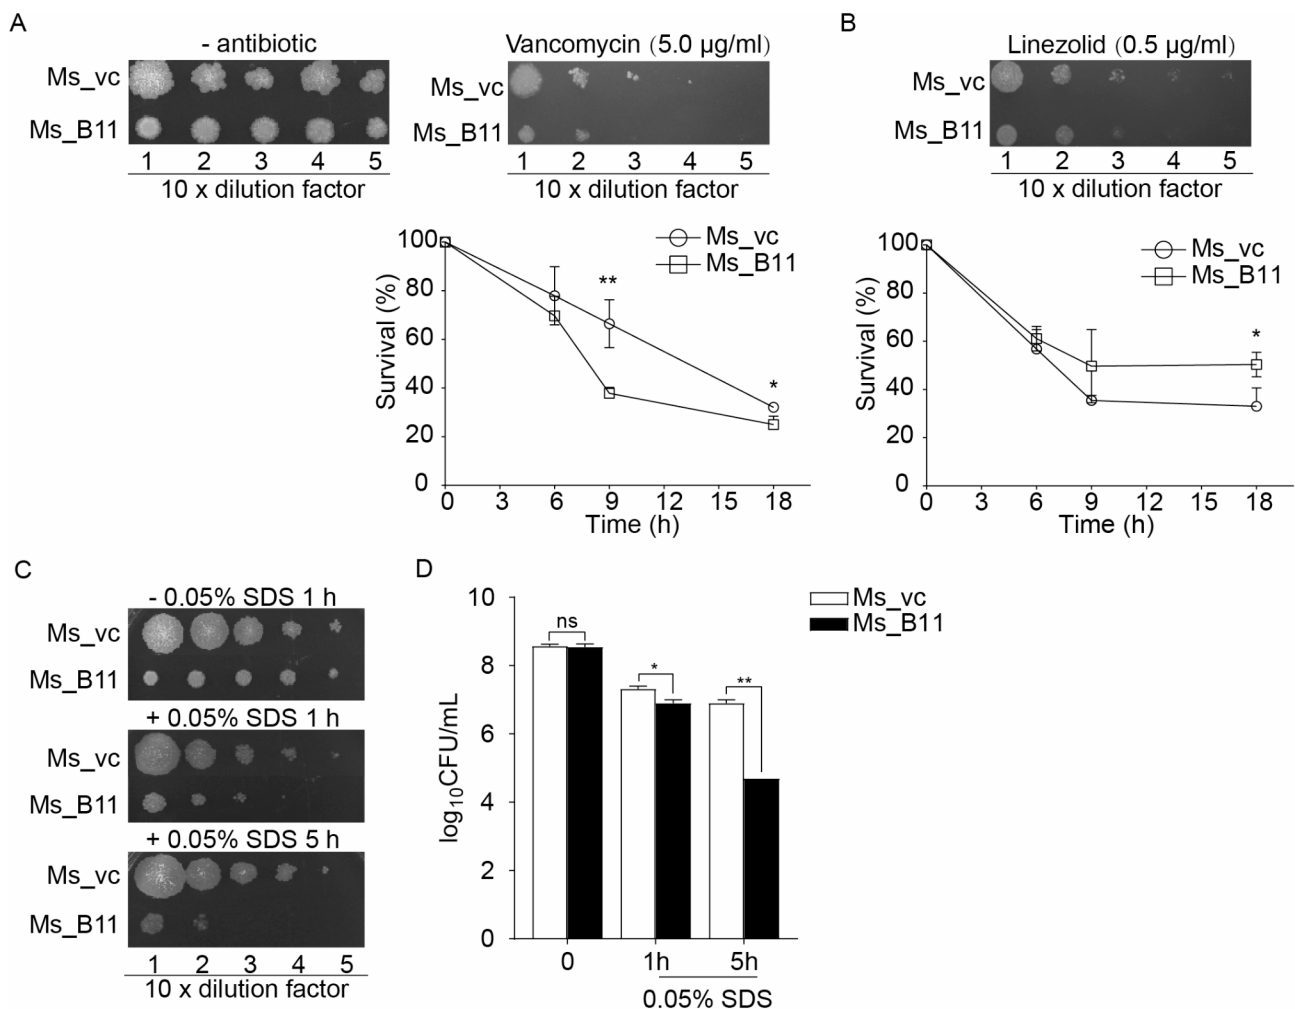 A
- antibiotic
Ms_vc
Ms_B11
1 2 3 4 5
10 x dilution factor
Vancomycin (5.0 μg/ml)
Ms_vc
Ms_B11
1 2 3 4 5
10 x dilution factor
100
80
60
40
20
0
Survival (%)
Ms_vc
Ms_B11
**
*
0 3 6 9 12 15 18
Time (h)
B
Linezolid (0.5 μg/ml)
Ms_vc
Ms_B11
1 2 3 4 5
10 x dilution factor
100
80
60
40
20
0
Survival (%)
Ms_vc
Ms_B11
*
0 3 6 9 12 15 18
Time (h)
C
- 0.05% SDS 1 h
Ms_vc
Ms_B11
+ 0.05% SDS 1 h
Ms_vc
Ms_B11
+ 0.05% SDS 5 h
Ms_vc
Ms_B11
1 2 3 4 5
10 x dilution factor
D
10
8
6
4
2
0
log10CFU/mL
ns
*
**
Ms_vc
Ms_B11
0 1h 5h
0.05% SDS